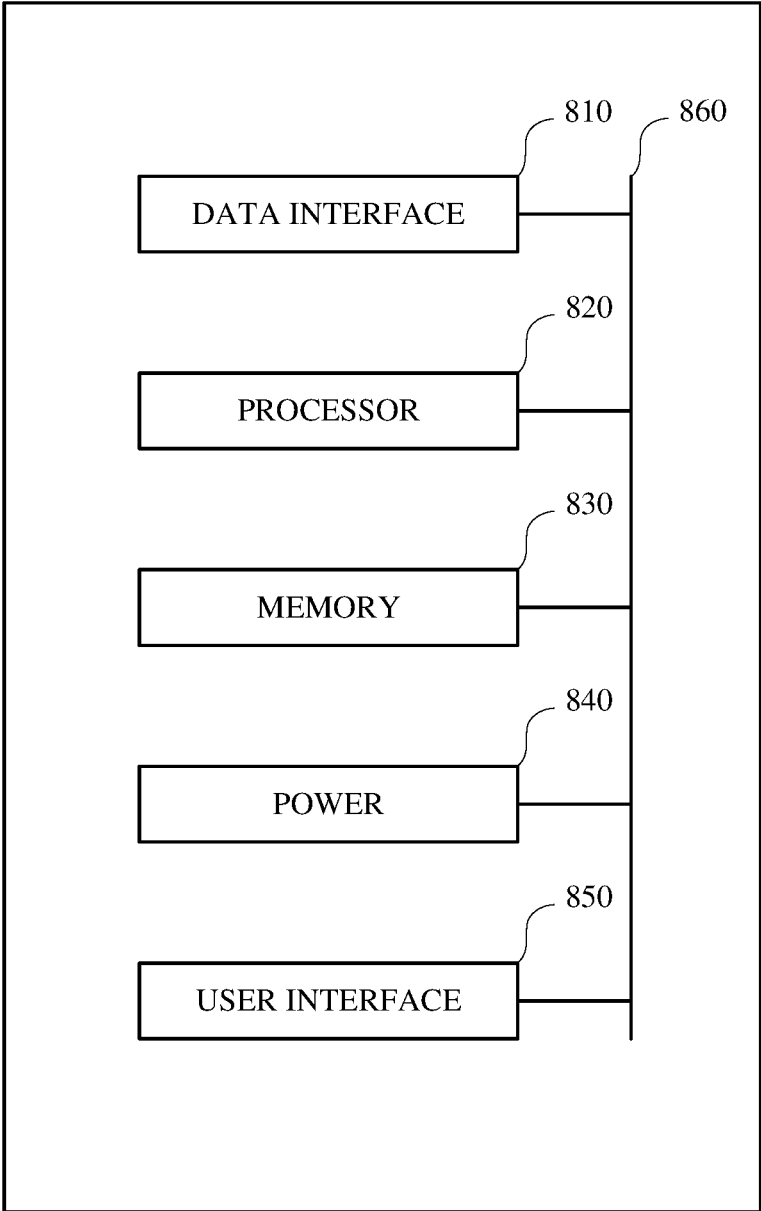 810
860
DATA INTERFACE
820
PROCESSOR
830
MEMORY
840
POWER
850
USER INTERFACE